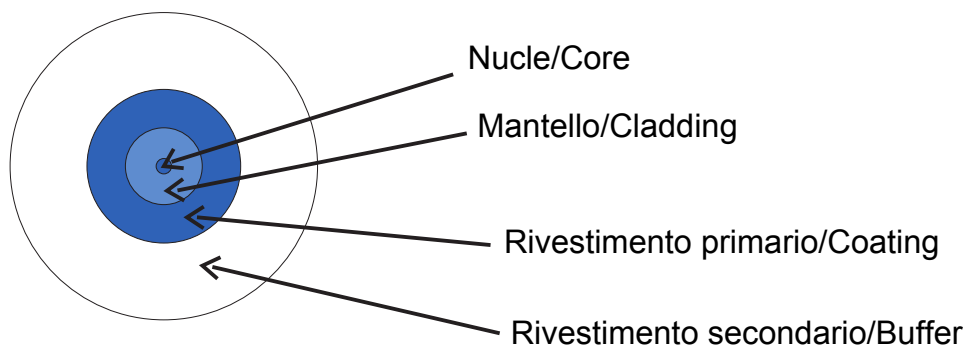 Nucle/Core
Mantello/Cladding
Rivestimento primario/Coating
Rivestimento secondario/Buffer